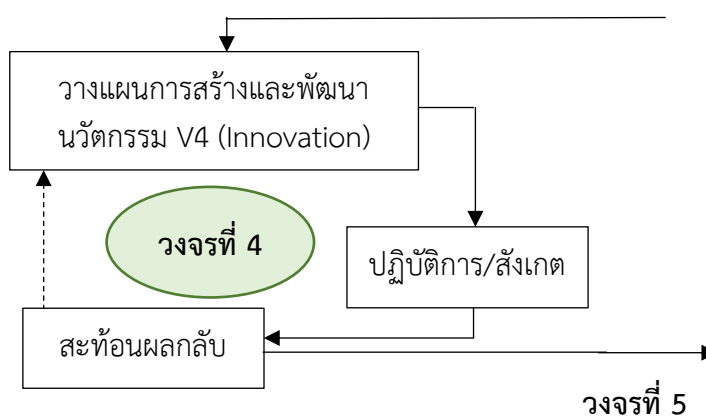 วางแผนการสร้างและพัฒนา
นวัตกรรม V4 (Innovation)
วงจรที่ 4
ปฏิบัติการ/สังเกต
สะท้อนผลกลับ
วงจรที่ 5